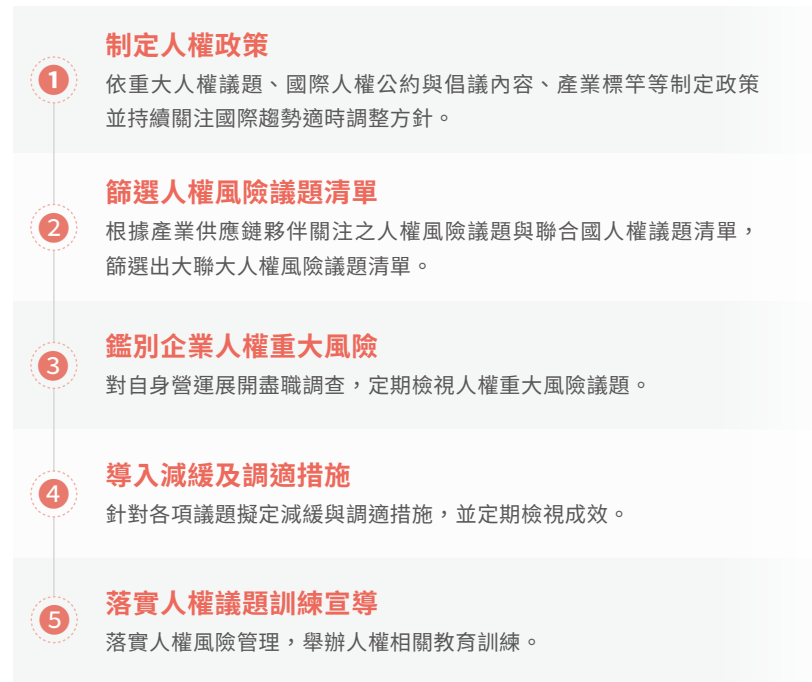 1
制定人權政策
依重大人權議題、國際人權公約與倡議內容、產業標竿等制定政策
並持續關注國際趨勢適時調整方針。
2
篩選人權風險議題清單
根據產業供應鏈夥伴關注之人權風險議題與聯合國人權議題清單，
篩選出大聯大人權風險議題清單。
3
鑑別企業人權重大風險
對自身營運展開盡職調查，定期檢視人權重大風險議題。
4
導入減緩及調適措施
針對各項議題擬定減緩與調適措施，並定期檢視成效。
5
落實人權議題訓練宣導
落實人權風險管理，舉辦人權相關教育訓練。